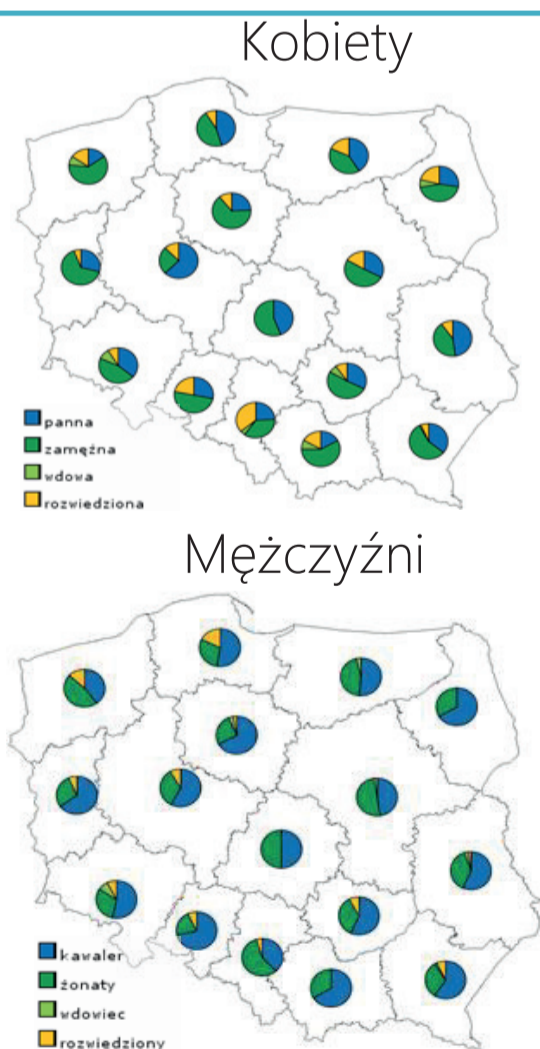 Kobiety
panna
zamężna
wdowa
rozwiedziona
Mężczyźni
kawaler
żonaty
wdowiec
rozwiedziony